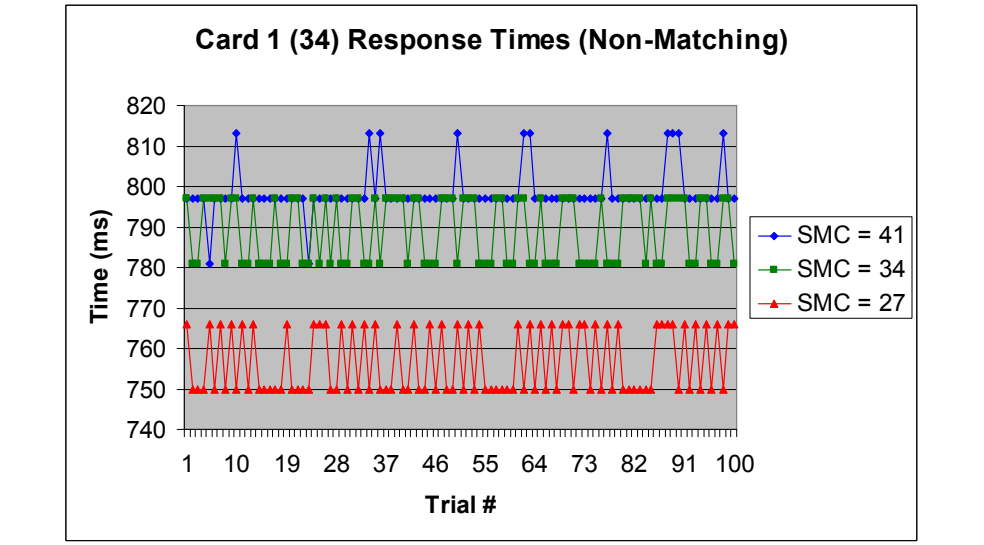 Card 1 (34) Response Times (Non-Matching)
820
810
800
790
780
770
760
750
740
Time (ms)
1 10 19 28 37 46 55 64 73 82 91 100
Trial #
SMC = 41
SMC = 34
SMC = 27